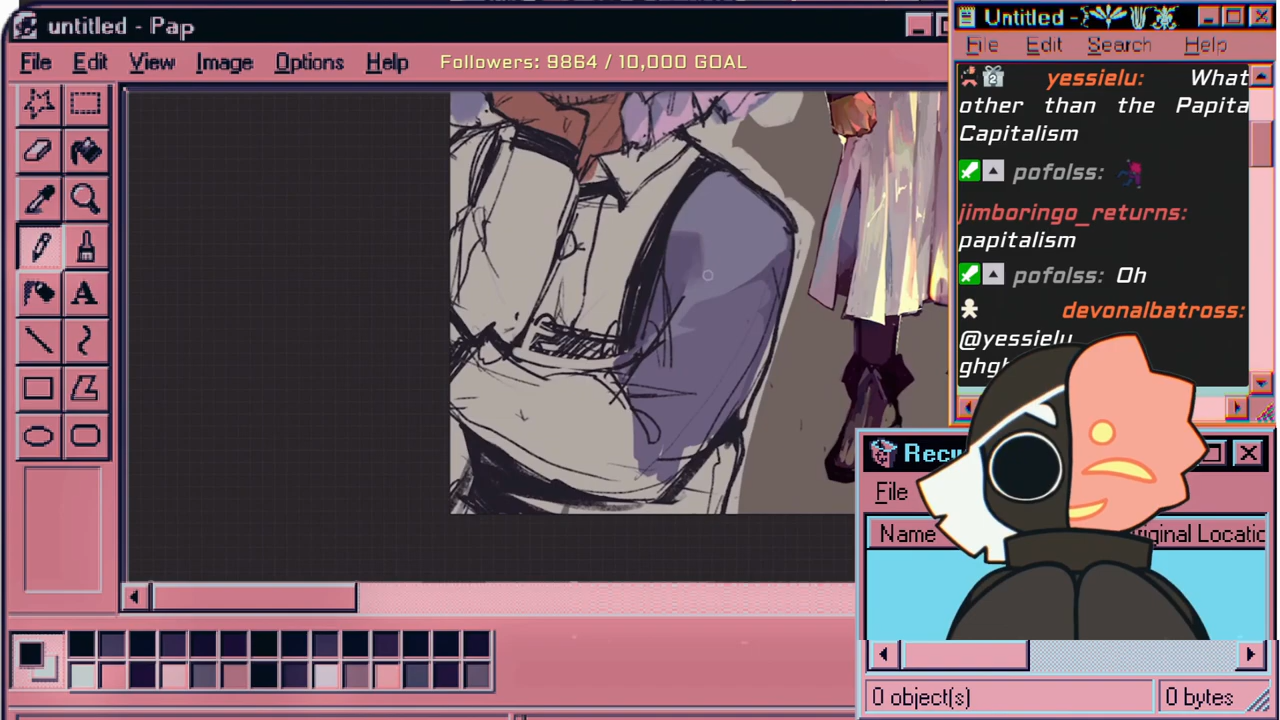 untitled - Pap
File Edit View Image Options Help
Followers: 9864 / 10,000 GOAL
Untitled -
File Edit Search Help
yessielu: What
other than the Papita
Capitalism
pofolss:
jimboringo_returns:
papitalism
pofolss: Oh
devonalbatross:
@yessielu
Recy
File
Name
riginal Locatio
0 object(s)
0 bytes
A
2